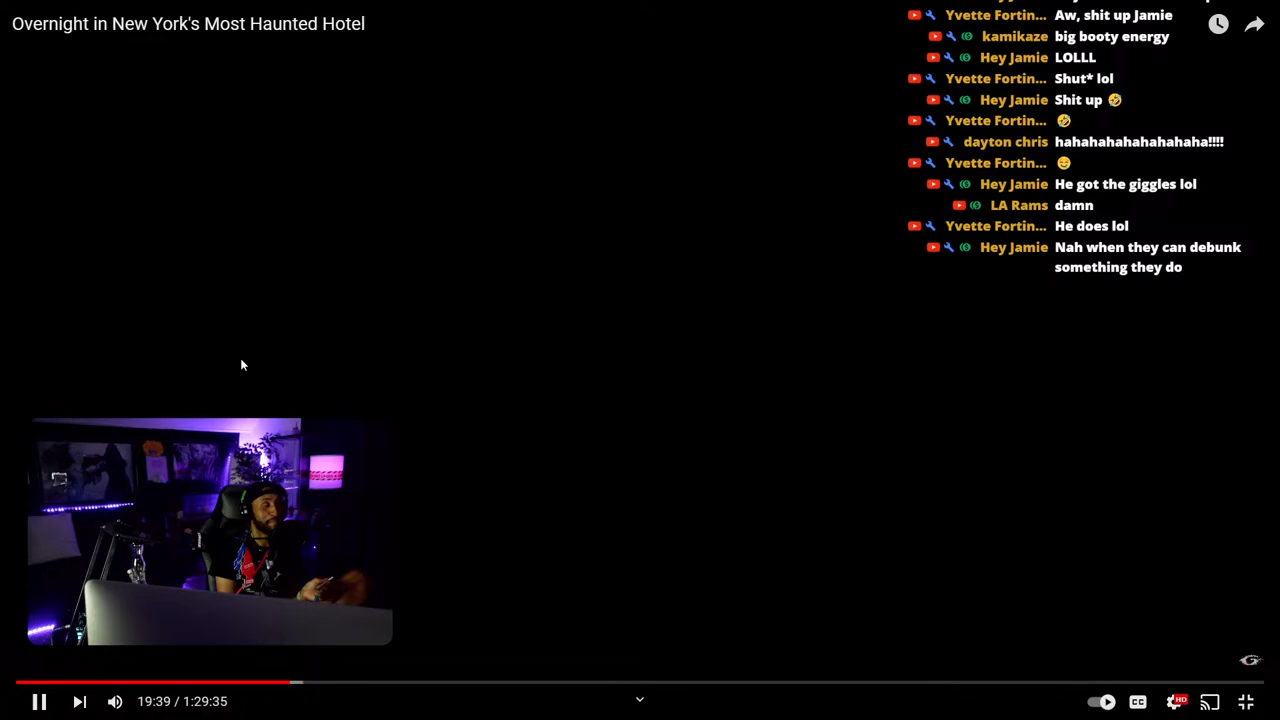 Overnight in New York's Most Haunted Hotel
Yvette Fortin... Aw, shit up Jamie
kamikaze big booty energy
Hey Jamie LOLLL
Yvette Fortin... Shut* lol
Hey Jamie Shit up 🤣
Yvette Fortin... 🤣
dayton chris hahahahahahahahaha!!!!
Yvette Fortin... 😊
Hey Jamie He got the giggles lol
LA Rams damn
Yvette Fortin... He does lol
Hey Jamie Nah when they can debunk
something they do
19:39 / 1:29:35
CC
HD